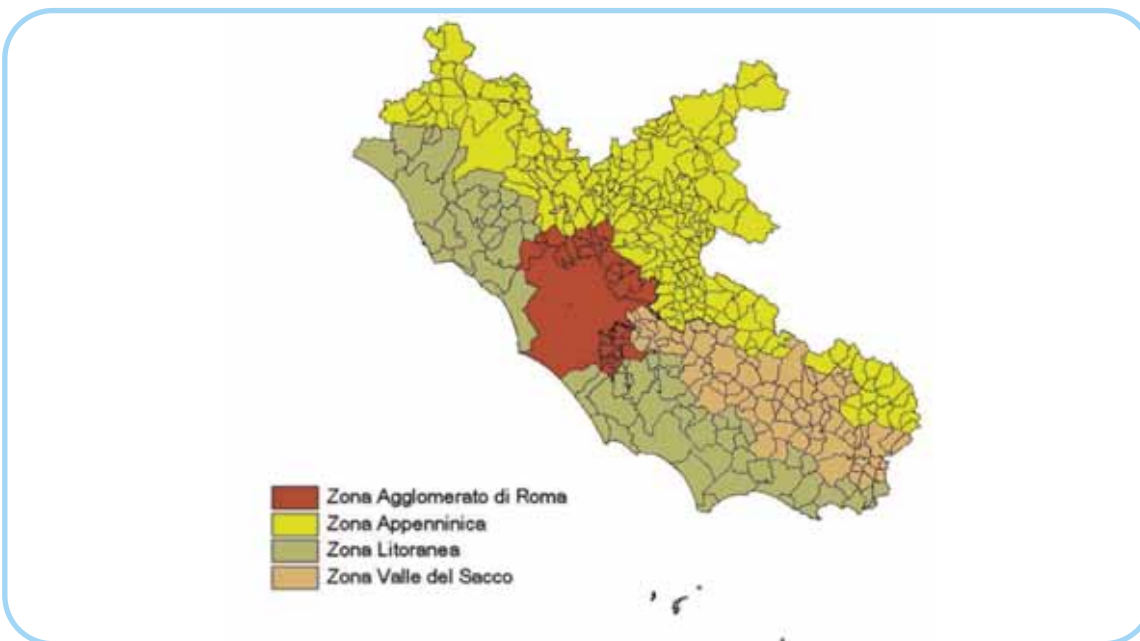 Zona Agglomerato di Roma
Zona Appenninica
Zona Litoranea
Zona Valle del Sacco